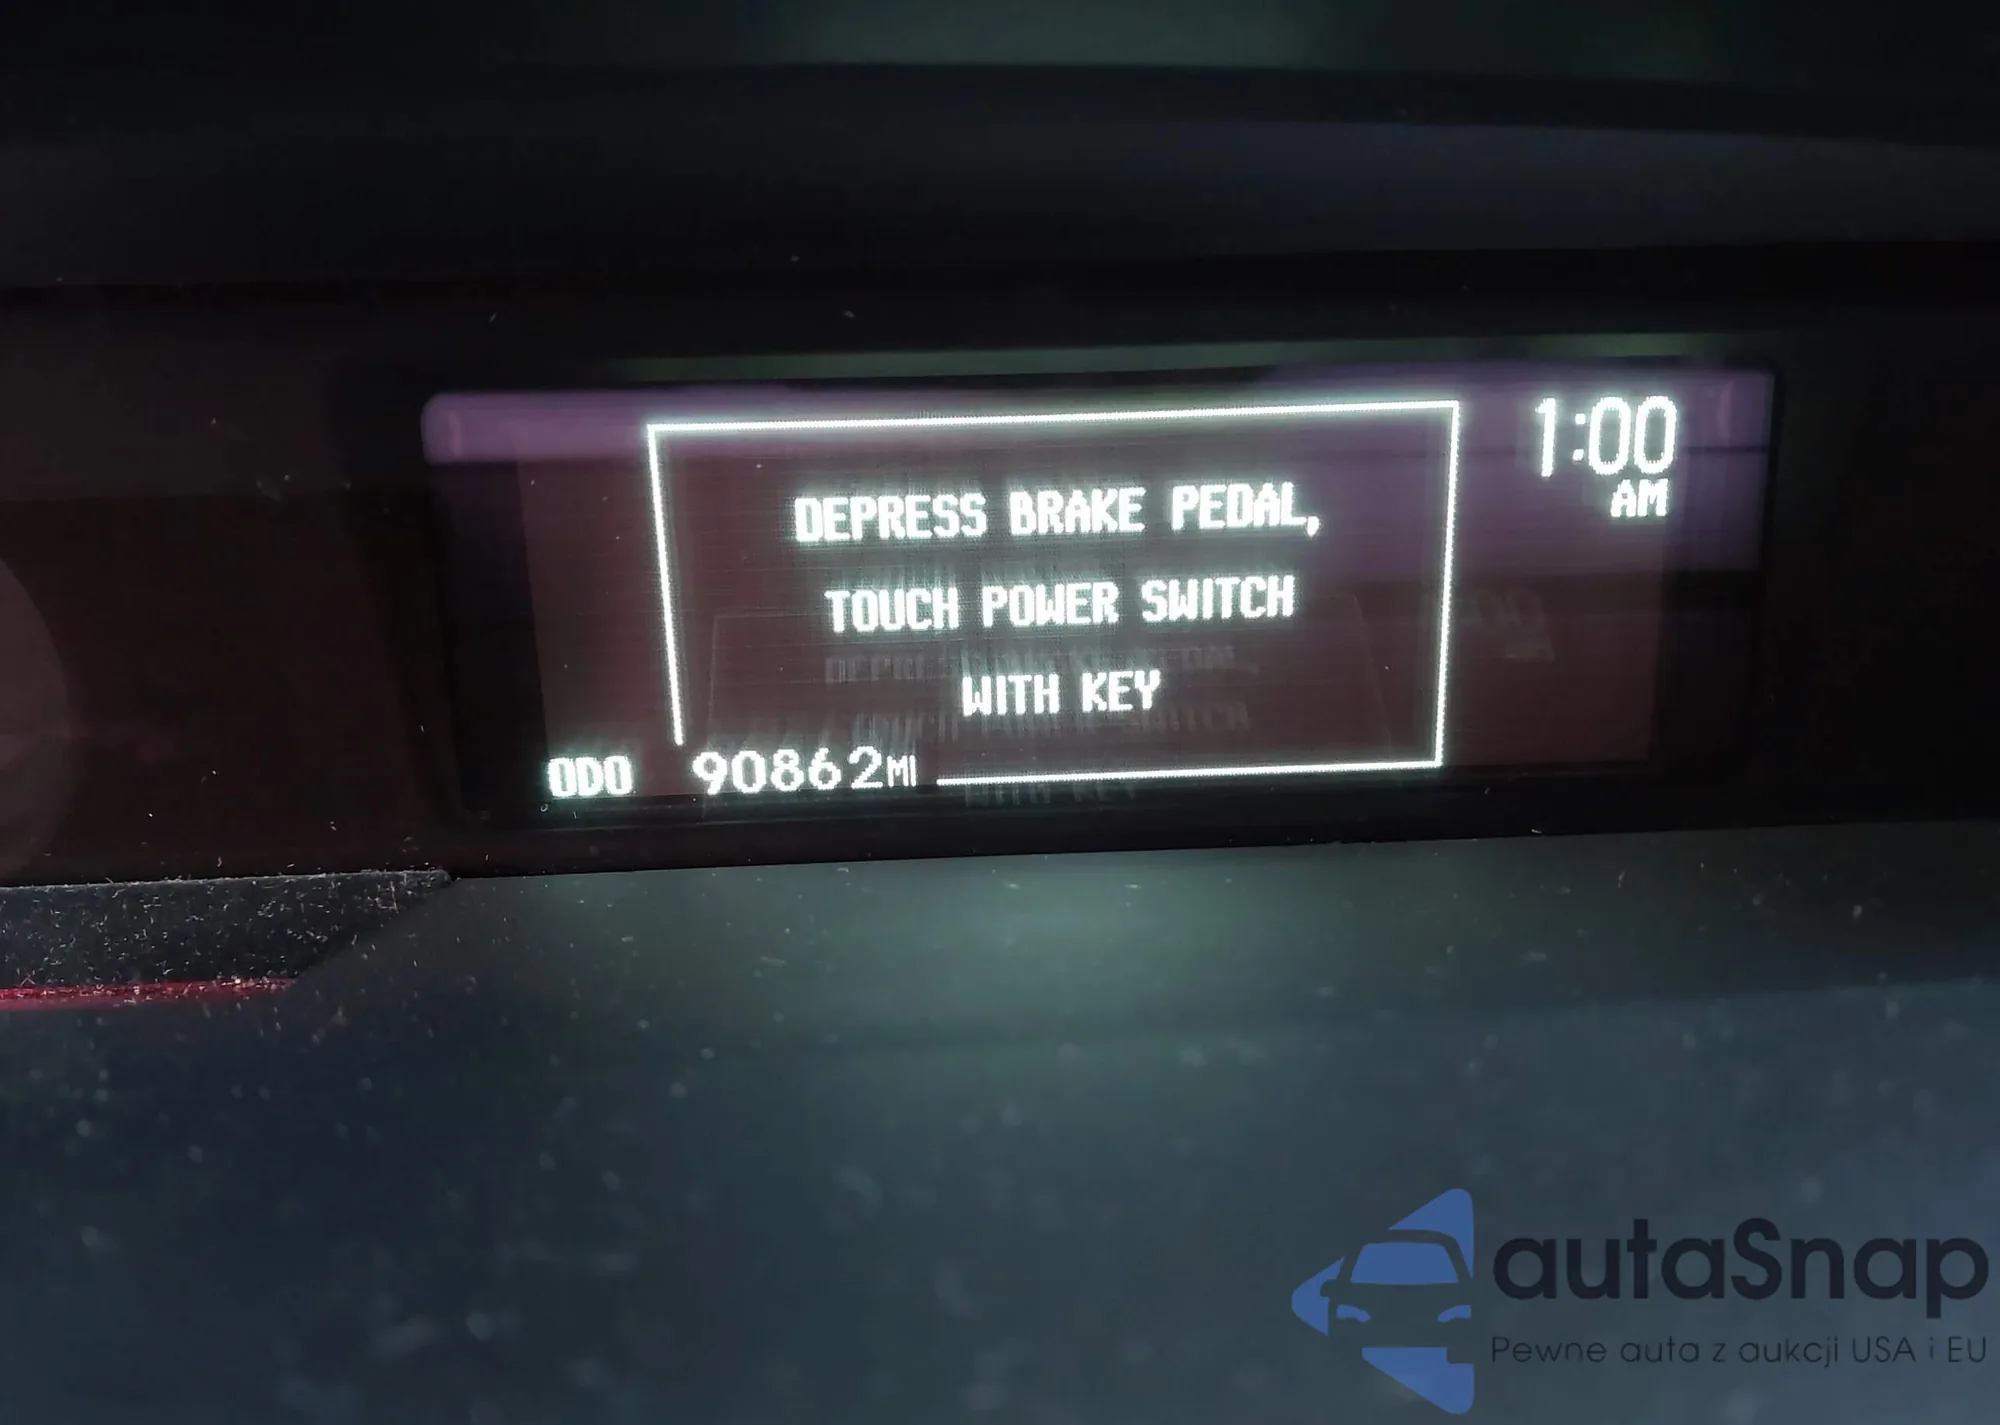 1:00
AM
DEPRESS BRAKE PEDAL,
TOUCH POWER SWITCH
WITH KEY
ODO 90862MI
autaSnap
Pewne auta z aukcji USA i EU